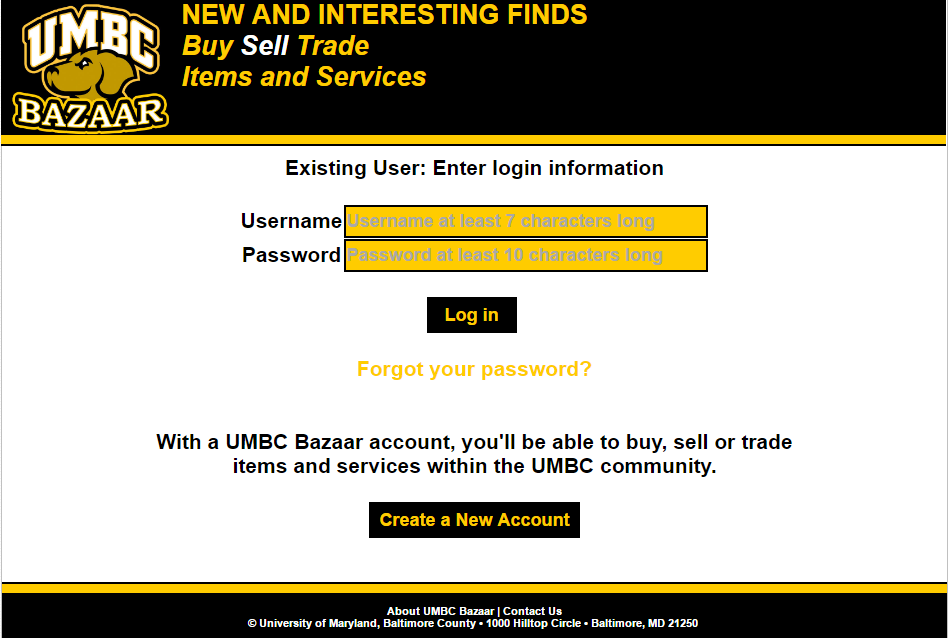 UMBC
BAZAAR
NEW AND INTERESTING FINDS
Buy Sell Trade
Items and Services
Existing User: Enter login information
Username Username at least 7 characters long
Password Password at least 10 characters long
Log in
Forgot your password?
With a UMBC Bazaar account, you'll be able to buy, sell or trade
items and services within the UMBC community.
Create a New Account
About UMBC Bazaar | Contact Us
© University of Maryland, Baltimore County • 1000 Hilltop Circle • Baltimore, MD 21250